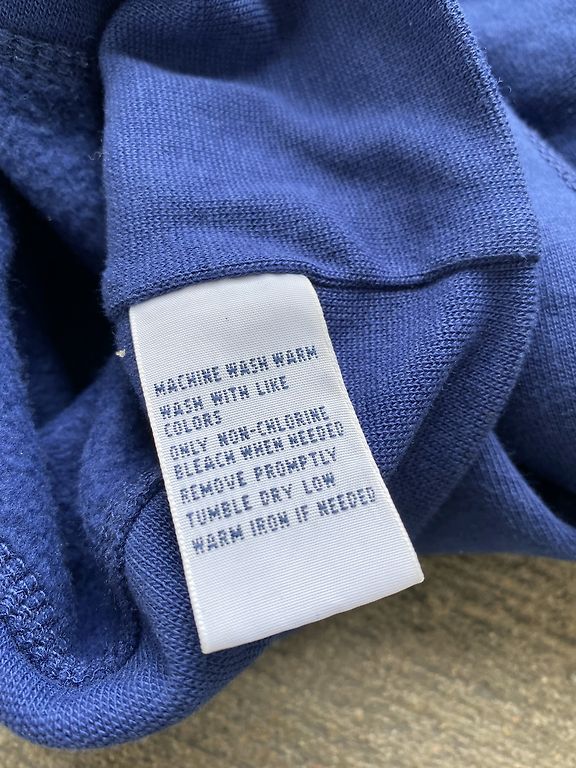 MACHINE WASH WARM
WASH WITH LIKE
COLORS
ONLY NON-CHLORINE
BLEACH WHEN NEEDED
REMOVE PROMPTLY
TUMBLE DRY LOW
WARM IRON IF NEEDED